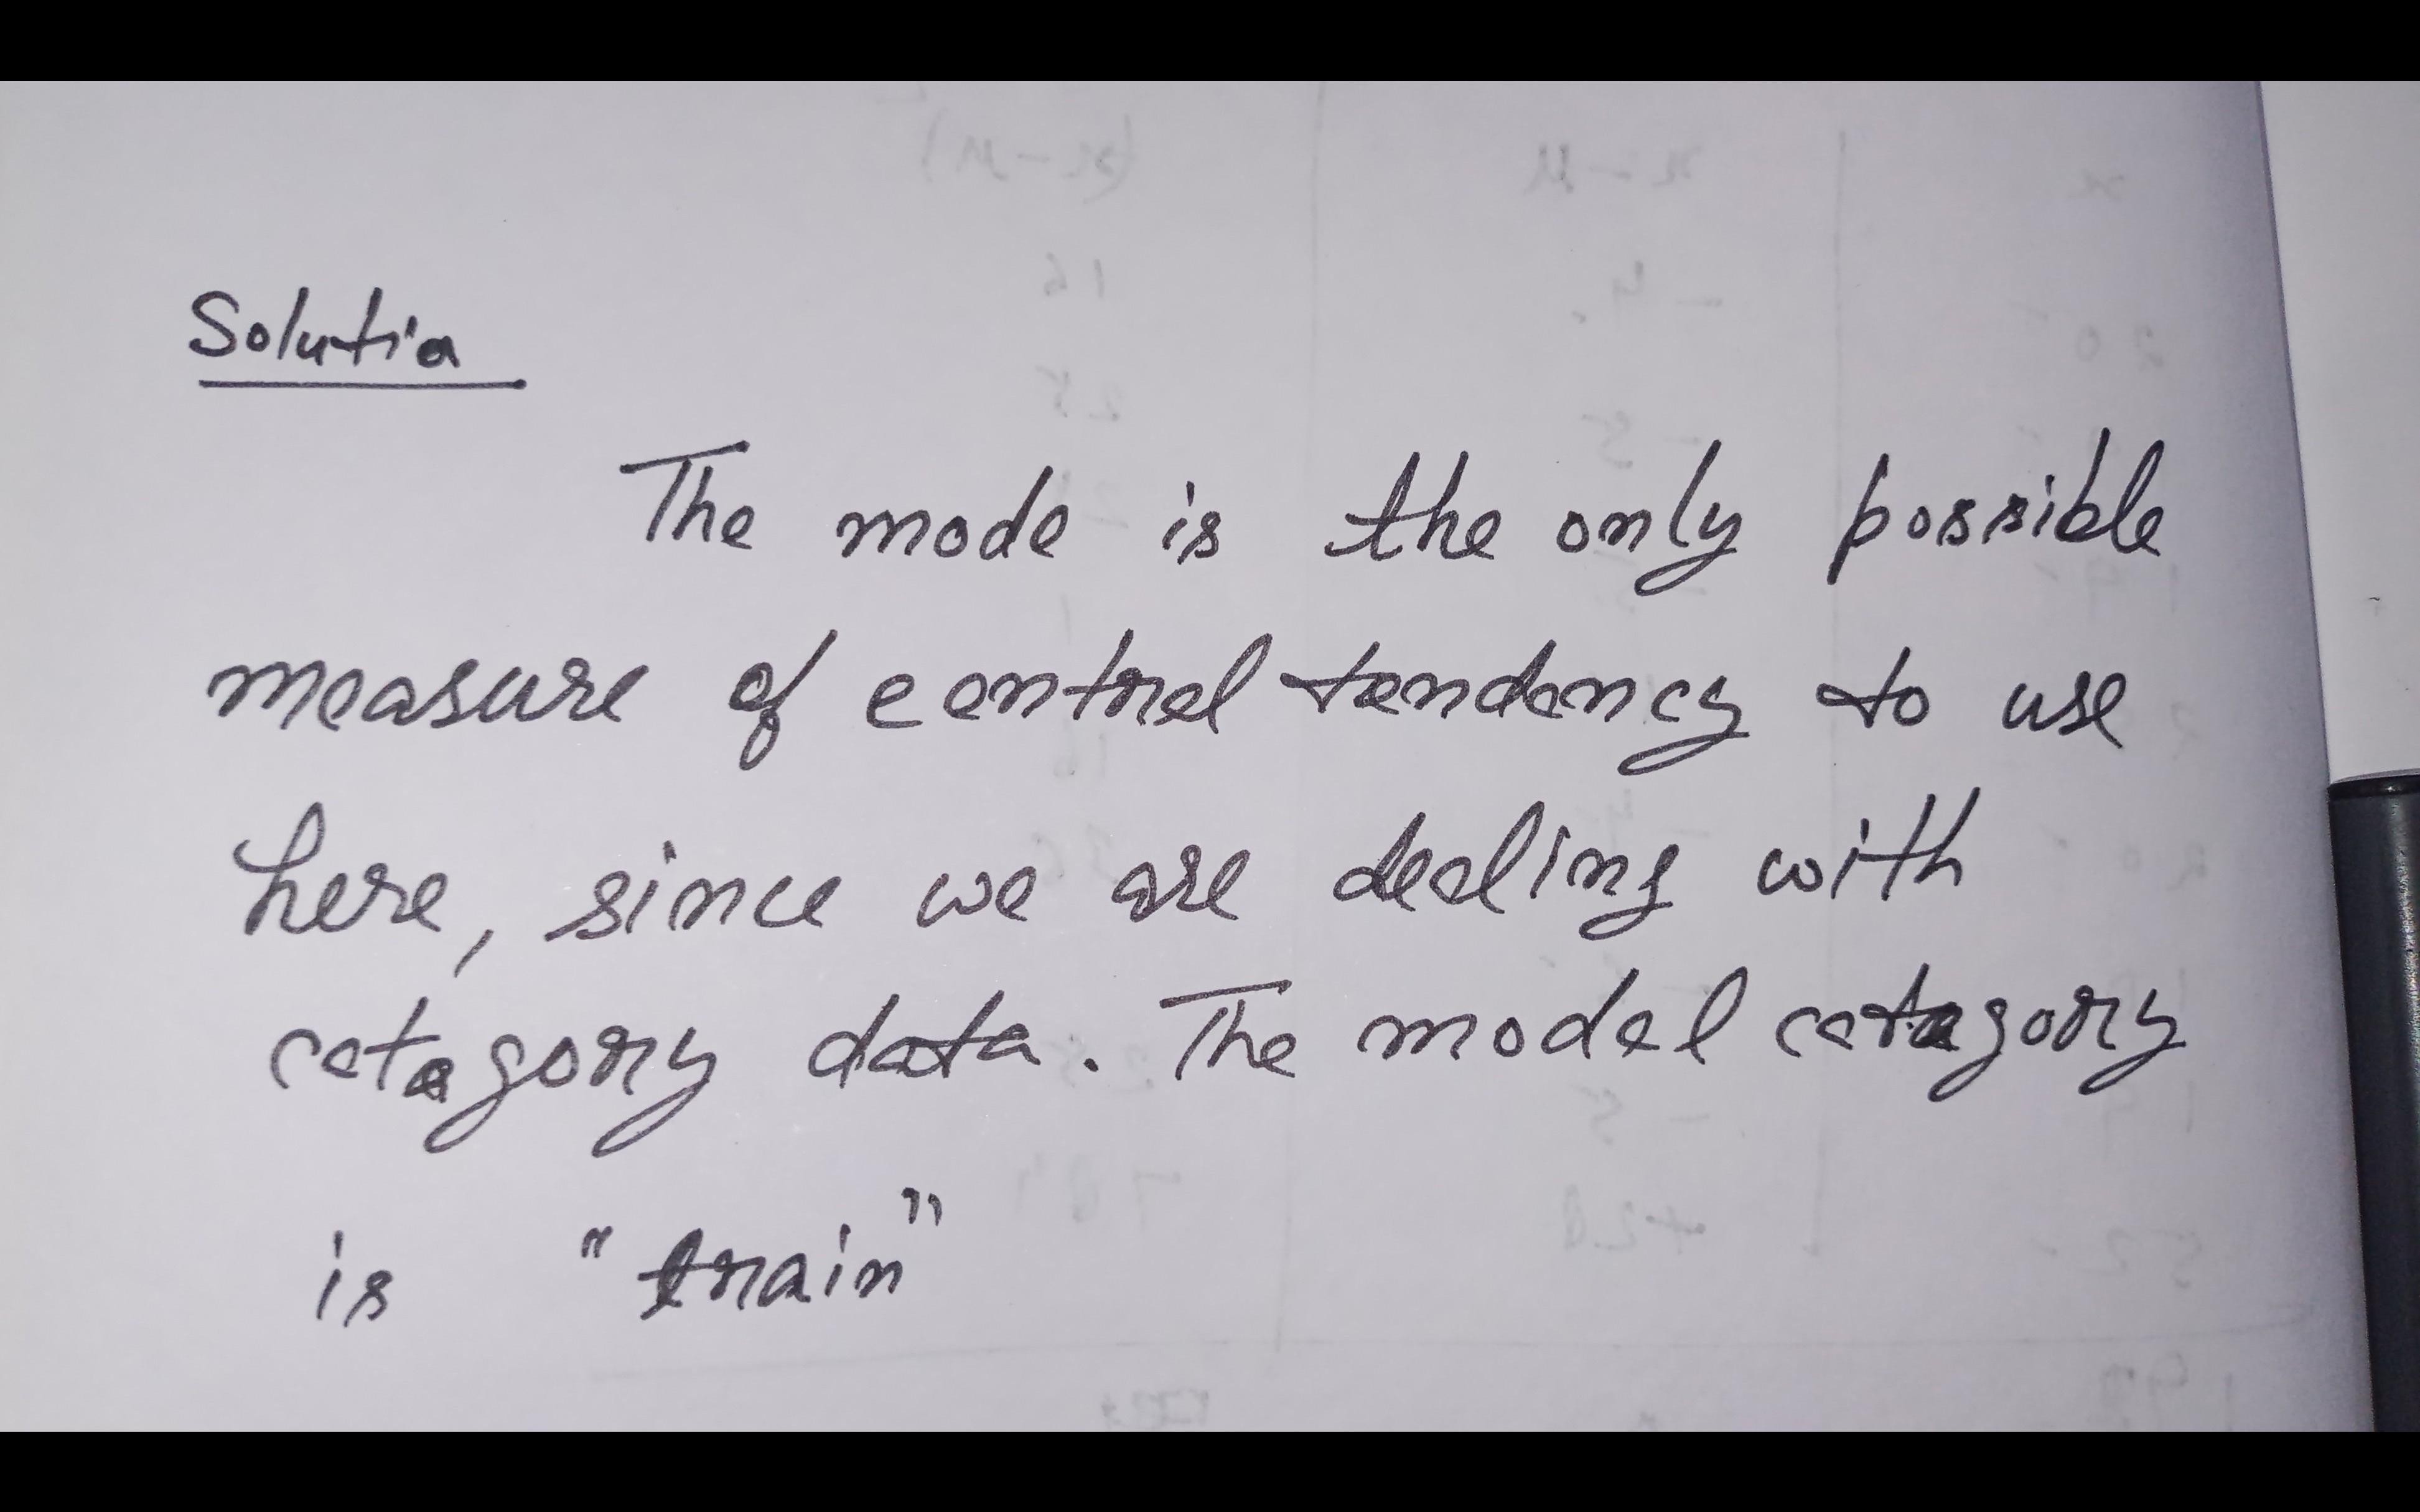 Solution
The mode is the only possible
measure of central tendency to use
here, since we are dealing with
category data. The model category
is "train"